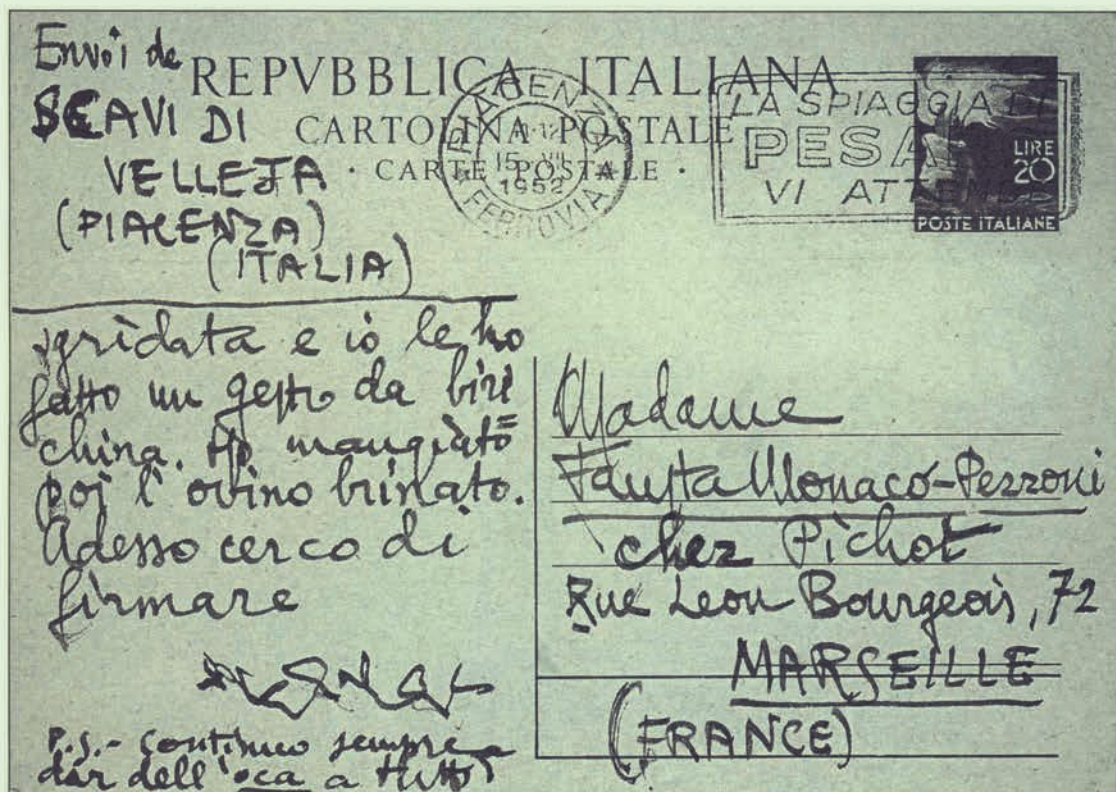 Envoi de
SCAVI DI
VELLEJA
(PIACENZA)
(ITALIA)
REPVBBLICA ITALIANA
CARTOLINA POSTALE
· CARTE POSTALE ·
PIACENZA
15 VII
1952
FERROVIA
LA SPIAGGIA DI
PESA
VI ATTENDE
LIRE
20
POSTE ITALIANE
sgridata e io le ho
fatto un gesto da biri
china. Ho mangiato
poi l'ovino brinato.
Adesso cerco di
firmare
P.S. - Continuo sempre a
dar dell'oca a tutti
Madame
Fausta Monaco-Pezzoni
chez Pichot
Rue Leon Bourgeois, 72
MARSEILLE
(FRANCE)